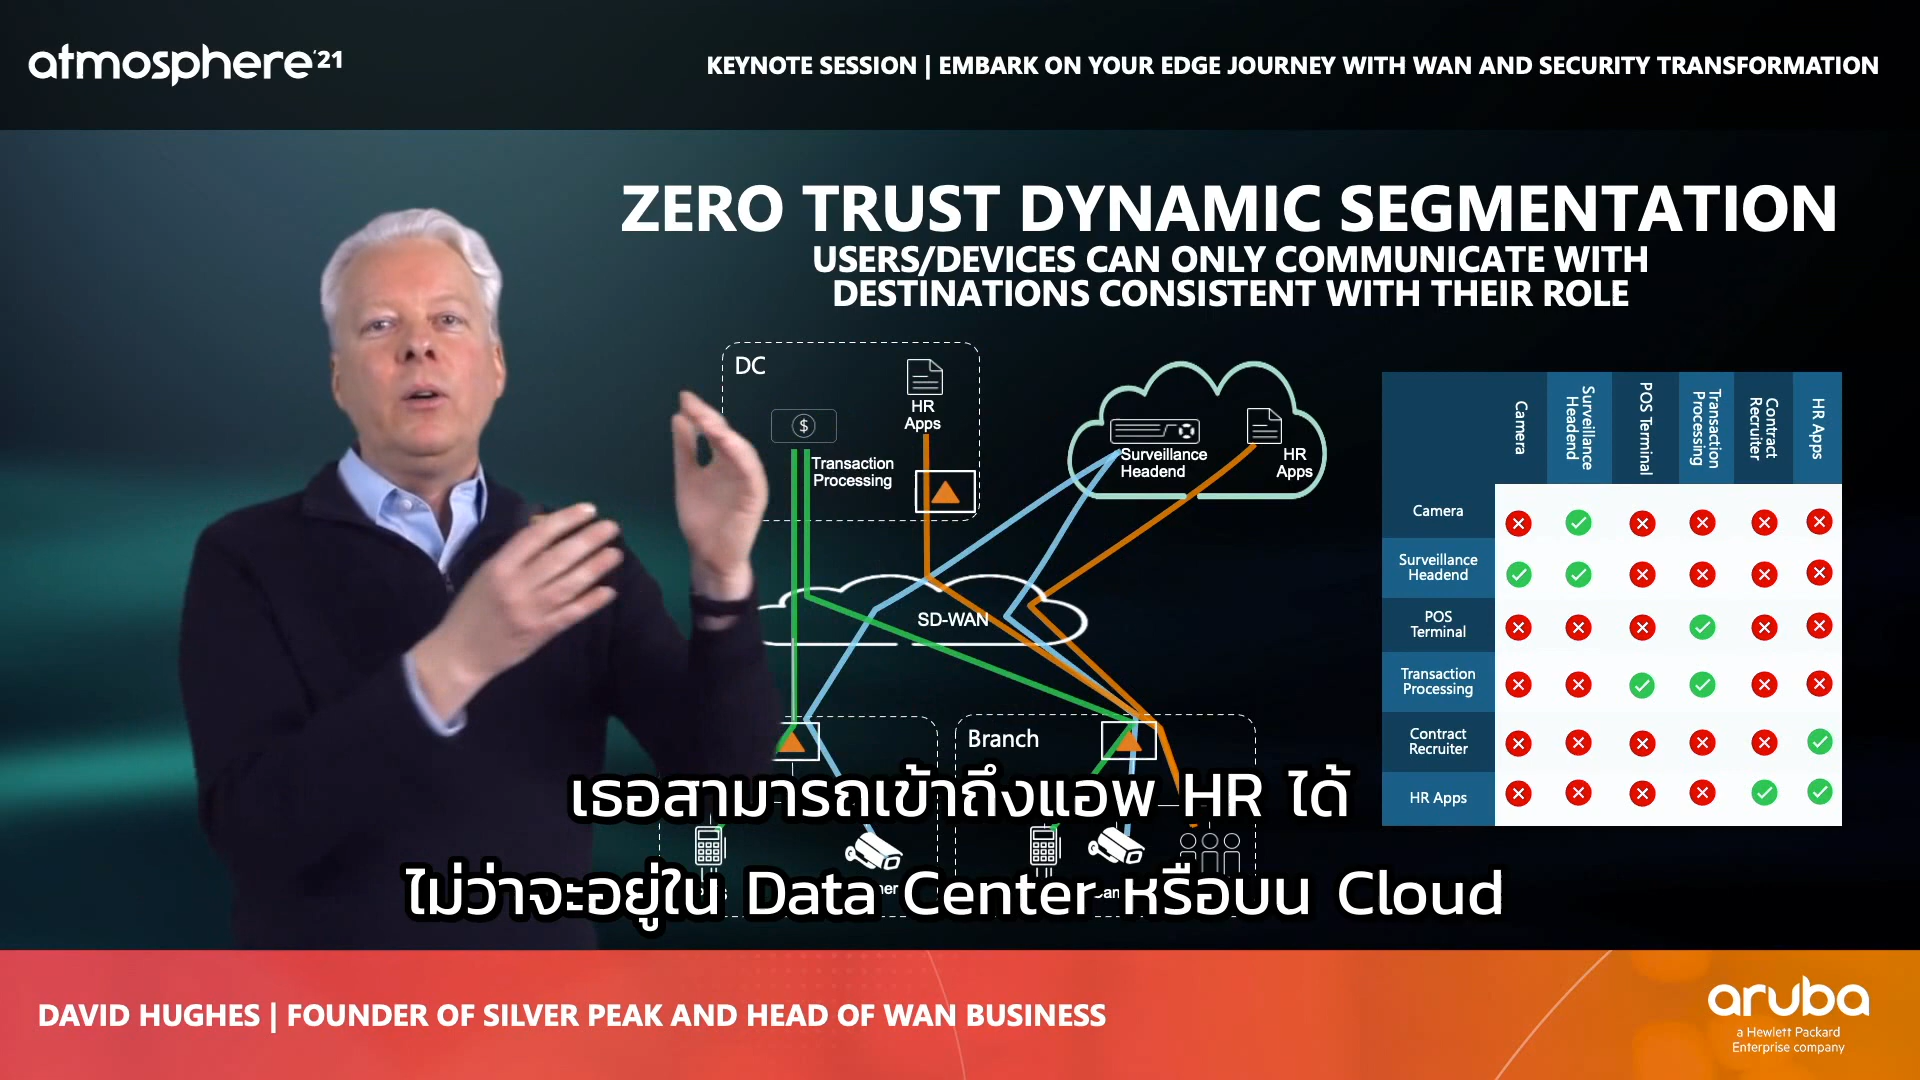 atmosphere'21
KEYNOTE SESSION | EMBARK ON YOUR EDGE JOURNEY WITH WAN AND SECURITY TRANSFORMATION
ZERO TRUST DYNAMIC SEGMENTATION
USERS/DEVICES CAN ONLY COMMUNICATE WITH
DESTINATIONS CONSISTENT WITH THEIR ROLE
DC
HR
Apps
$
Transaction
Processing
Surveillance
Headend
HR
Apps
SD-WAN
Branch
Camera
Surveillance
Headend
POS Terminal
Transaction
Processing
Contract
Recruiter
HR Apps
Camera
Surveillance
Headend
POS
Terminal
Transaction
Processing
Contract
Recruiter
HR Apps
เธอสามารถเข้าถึงแอพ HR ได้
ไม่ว่าจะอยู่ใน Data Center หรือบน Cloud
DAVID HUGHES | FOUNDER OF SILVER PEAK AND HEAD OF WAN BUSINESS
aruba
a Hewlett Packard
Enterprise company